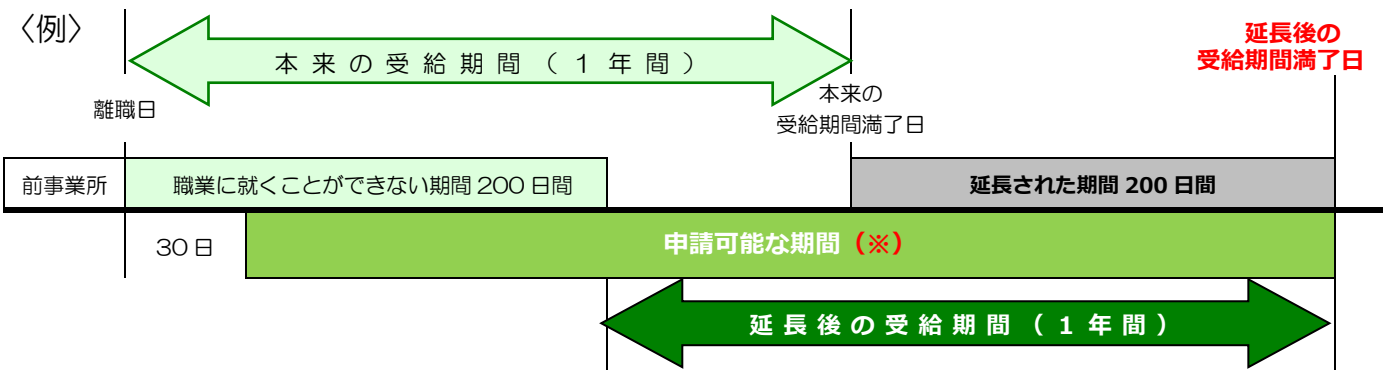 〈例〉
本来の受給期間（1年間）
延長後の
受給期間満了日
離職日
本来の
受給期間満了日
前事業所
職業に就くことができない期間 200 日間
延長された期間 200 日間
30 日
申請可能な期間（※）
延長後の受給期間（1年間）